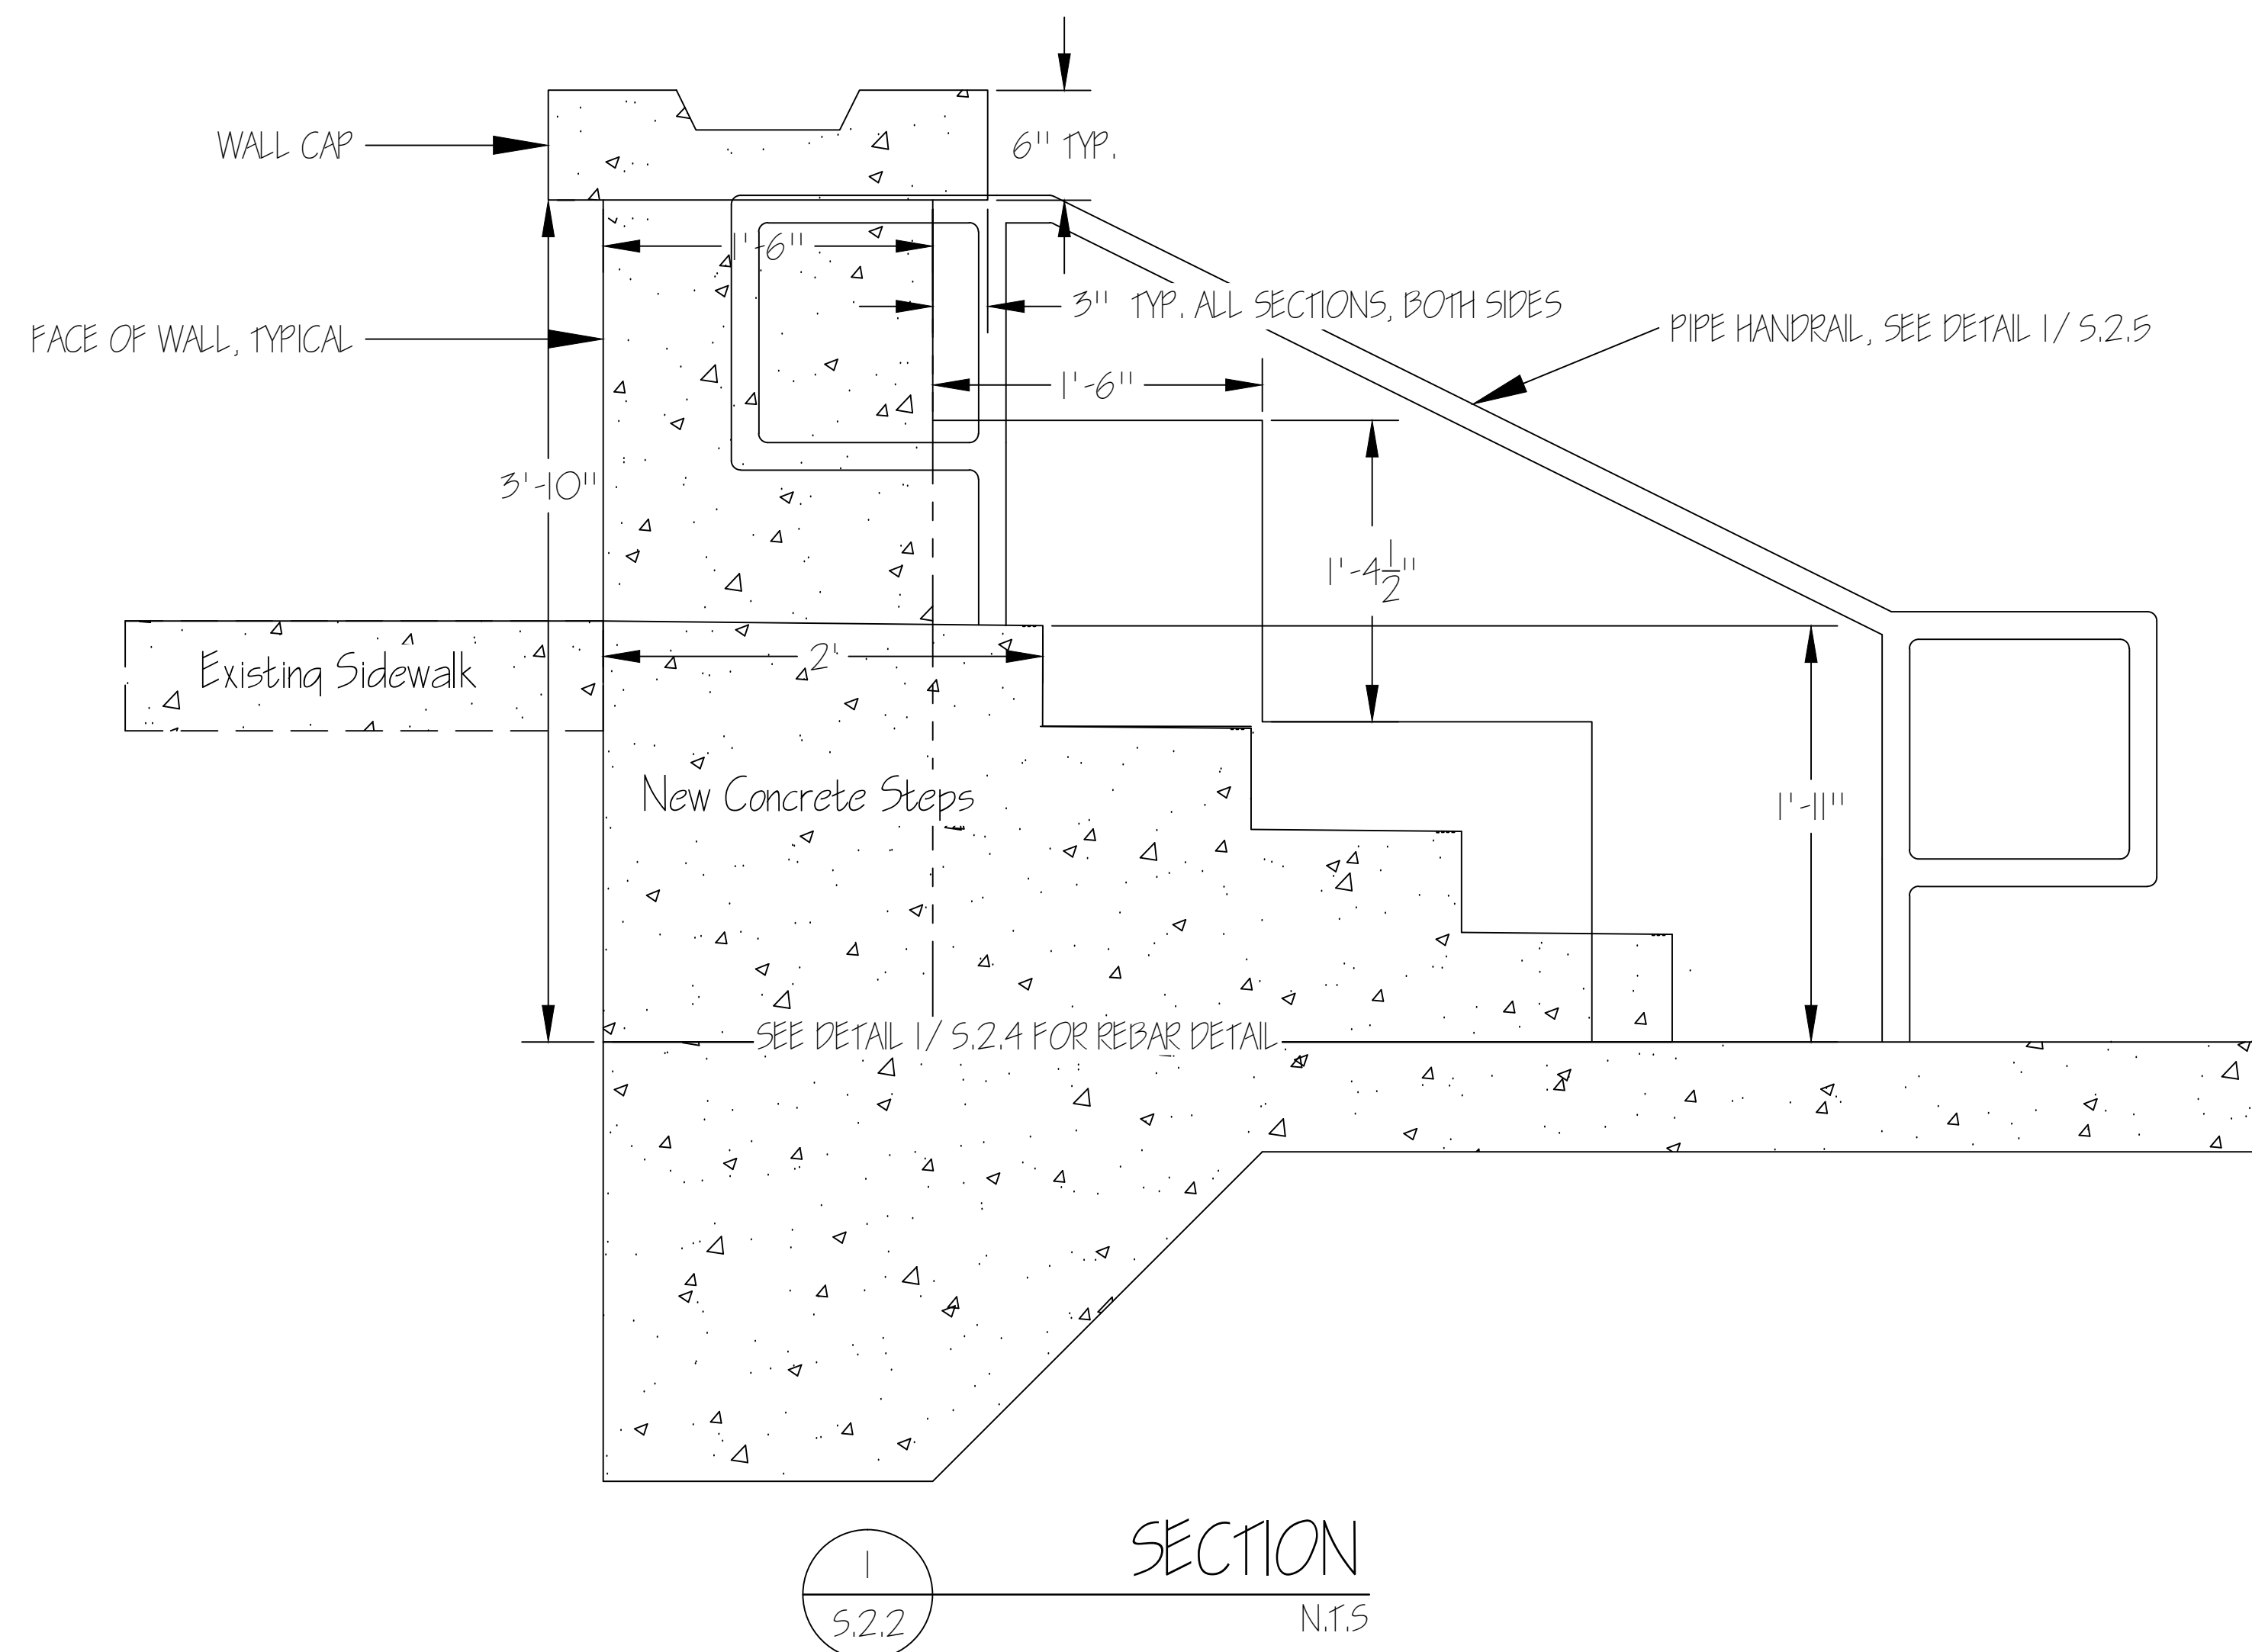 WALL CAP
6" TYP.
1'-6"
3" TYP. ALL SECTIONS, BOTH SIDES
FACE OF WALL, TYPICAL
PIPE HANDRAIL, SEE DETAIL 1/ S.2.5
1'-6"
3'-10"
1'-4 1/2"
Existing Sidewalk
2'
New Concrete Steps
1'-11"
SEE DETAIL 1/ S.2.4 FOR REBAR DETAIL
SECTION
1
S.2.2
N.T.S